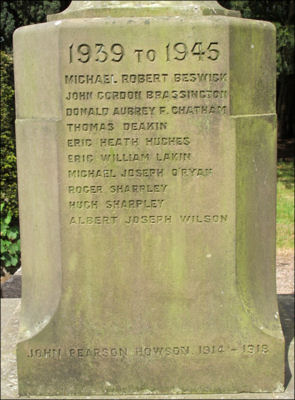 1939 TO 1945
MICHAEL ROBERT BESWICK
JOHN GORDON BRASSINGTON
DONALD AUBREY F. CHATHAM
THOMAS DEAKIN
ERIC HEATH HUGHES
ERIC WILLIAM LAKIN
MICHAEL JOSEPH O'RYAN
ROGER SHARPLEY
HUGH SHARPLEY
ALBERT JOSEPH WILSON
JOHN PEARSON HOWSON. 1914 - 1918